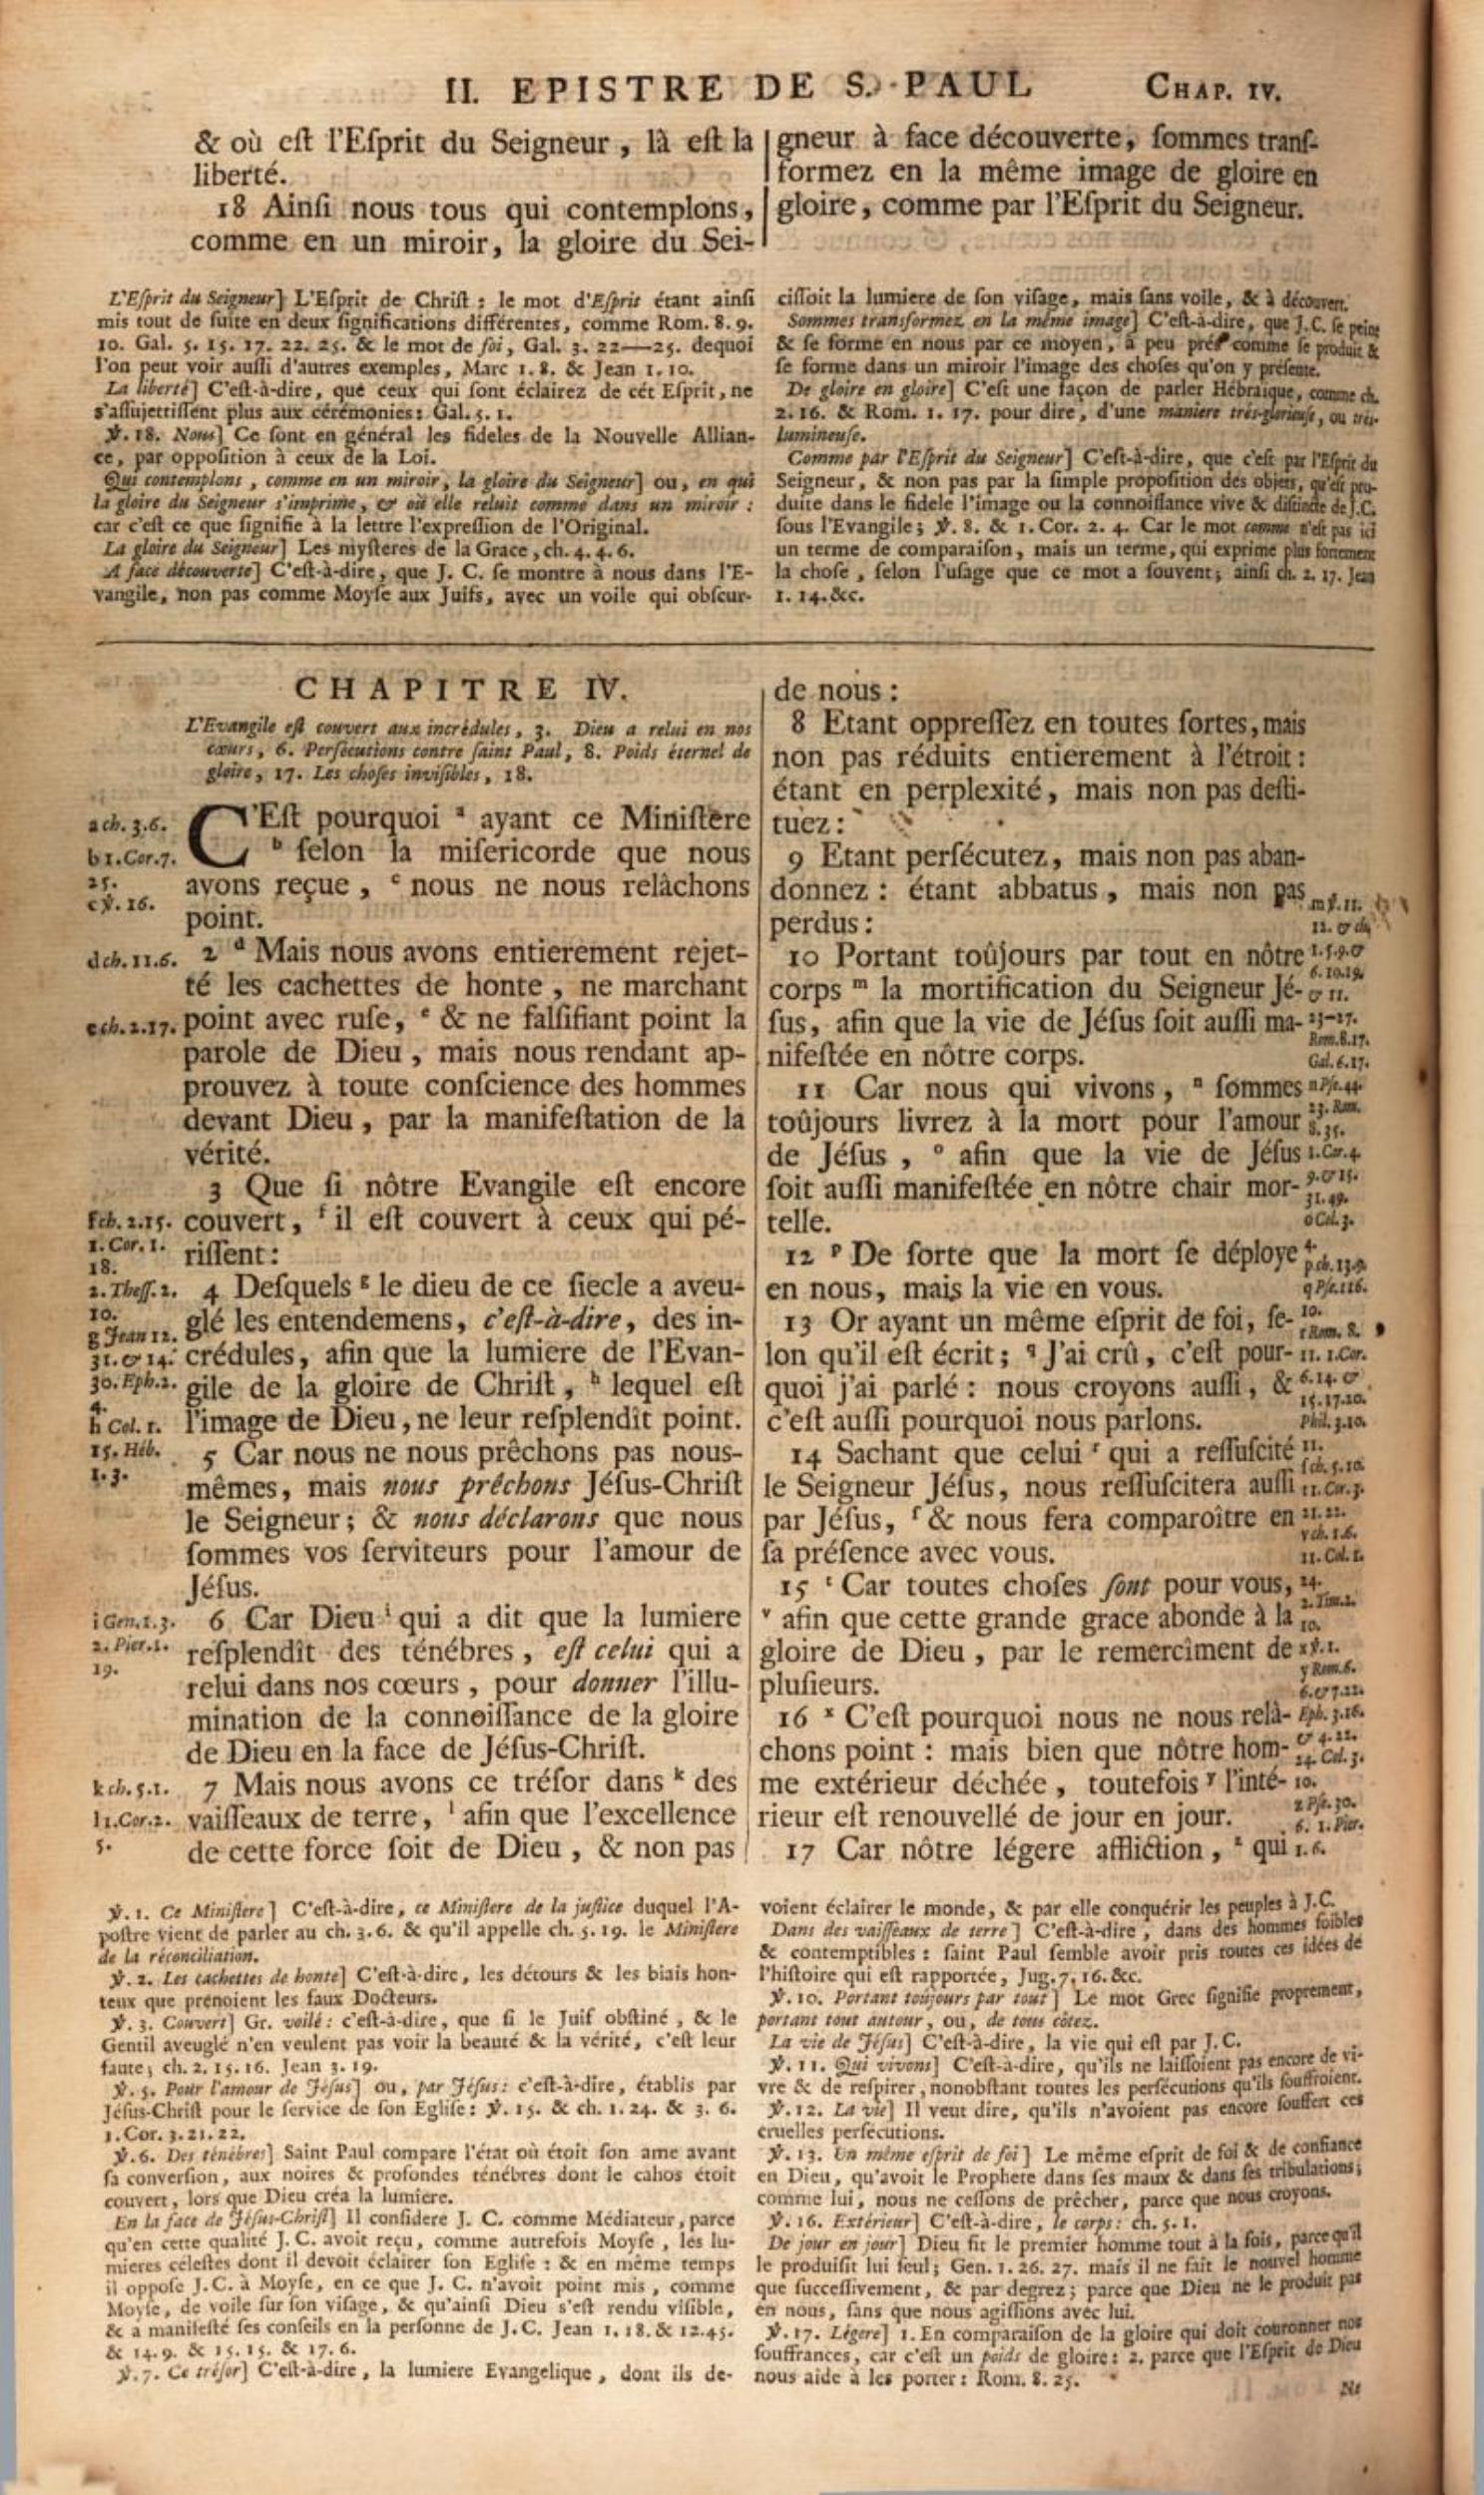 II. EPISTRE DE S. PAUL CHAP. IV.
& où eſt l'Eſprit du Seigneur, là eſt la
liberté.
18 Ainſi nous tous qui contemplons,
comme en un miroir, la gloire du Sei-
gneur à face découverte, ſommes tranſ-
formez en la même image de gloire en
gloire, comme par l'Eſprit du Seigneur.
L'Eſprit du Seigneur] L'Eſprit de Chriſt : le mot d'Eſprit étant ainſi
mis tout de ſuite en deux ſignifications différentes, comme Rom. 8. 9.
10. Gal. 5. 15. 17. 22. 25. & le mot de foi, Gal. 3. 22—25. dequoi
l'on peut voir auſſi d'autres exemples, Marc 1. 8. & Jean 1. 10.
La liberté] C'eſt-à-dire, que ceux qui ſont éclairez de cét Eſprit, ne
s'aſſujettiſſent plus aux cérémonies : Gal. 5. 1.
℣. 18. Nous] Ce ſont en général les fideles de la Nouvelle Allian-
ce, par oppoſition à ceux de la Loi.
Qui contemplons, comme en un miroir, la gloire du Seigneur] ou, en qui
la gloire du Seigneur s'imprime, & où elle reluit comme dans un miroir :
car c'eſt ce que ſignifie à la lettre l'expreſſion de l'Original.
La gloire du Seigneur] Les myſteres de la Grace, ch. 4. 4. 6.
A face découverte] C'eſt-à-dire, que J. C. ſe montre à nous dans l'E-
vangile, non pas comme Moyſe aux Juifs, avec un voile qui obſcur-
ciſſoit la lumiere de ſon viſage, mais ſans voile, & à découvert.
Sommes transformez en la même image] C'eſt-à-dire, que J. C. ſe peint
& ſe forme en nous par ce moyen, à peu prés comme ſe produit &
ſe forme dans un miroir l'image des choſes qu'on y préſente.
De gloire en gloire] C'eſt une façon de parler Hébraïque, comme ch.
2. 16. & Rom. 1. 17. pour dire, d'une maniere trés-glorieuſe, ou trés-
lumineuſe.
Comme par l'Eſprit du Seigneur] C'eſt-à-dire, que c'eſt par l'Eſprit du
Seigneur, & non pas par la ſimple propoſition des objets, qu'eſt pro-
duite dans le fidele l'image ou la connoiſſance vive & diſtincte de J.C.
ſous l'Evangile; ℣. 8. & 1. Cor. 2. 4. Car le mot comme n'eſt pas ici
un terme de comparaiſon, mais un terme, qui exprime plus fortement
la choſe, ſelon l'uſage que ce mot a ſouvent; ainſi ch. 2. 17. Jean
1. 14. &c.
CHAPITRE IV.
L'Evangile eſt couvert aux incrédules, 3. Dieu a relui en nos
cœurs, 6. Perſécutions contre ſaint Paul, 8. Poids éternel de
gloire, 17. Les choſes inviſibles, 18.
a ch. 3. 6.
b 1. Cor. 7.
25.
c ℣. 16.
C'Eſt pourquoi ᵃ ayant ce Miniſtère
ᵇ ſelon la miſericorde que nous
avons reçue, ᶜ nous ne nous relâchons
point.
d ch. 11. 6.
2 ᵈ Mais nous avons entierement rejet-
té les cachettes de honte, ne marchant
e ch. 2. 17.
point avec ruſe, ᵉ & ne falſifiant point la
parole de Dieu, mais nous rendant ap-
prouvez à toute conſcience des hommes
devant Dieu, par la manifeſtation de la
vérité.
3 Que ſi nôtre Evangile eſt encore
f ch. 2. 15.
1. Cor. 1.
18.
2. Theſſ. 2.
10.
couvert, ᶠ il eſt couvert à ceux qui pé-
riſſent :
4 Deſquels ᵍ le dieu de ce ſiecle a aveu-
g Jean 12.
31. & 14.
30. Eph. 2.
glé les entendemens, c'eſt-à-dire, des in-
crédules, afin que la lumiere de l'Evan-
gile de la gloire de Chriſt, ʰ lequel eſt
4.
h Col. 1.
15. Héb.
1. 3.
l'image de Dieu, ne leur reſplendît point.
5 Car nous ne nous prêchons pas nous-
mêmes, mais nous prêchons Jéſus-Chriſt
le Seigneur; & nous déclarons que nous
ſommes vos ſerviteurs pour l'amour de
Jéſus.
i Gen. 1. 3.
2. Pier. 1.
19.
6 Car Dieu ⁱ qui a dit que la lumiere
reſplendît des ténébres, eſt celui qui a
relui dans nos cœurs, pour donner l'illu-
mination de la connoiſſance de la gloire
de Dieu en la face de Jéſus-Chriſt.
k ch. 5. 1.
7 Mais nous avons ce tréſor dans ᵏ des
l 1. Cor. 2.
5.
vaiſſeaux de terre, ˡ afin que l'excellence
de cette force ſoit de Dieu, & non pas
de nous :
8 Etant oppreſſez en toutes ſortes, mais
non pas réduits entierement à l'étroit :
étant en perplexité, mais non pas deſti-
tuez :
9 Etant perſécutez, mais non pas aban-
donnez : étant abbatus, mais non pas
perdus :
10 Portant toûjours par tout en nôtre
corps ᵐ la mortification du Seigneur Jé-
ſus, afin que la vie de Jéſus ſoit auſſi ma-
nifeſtée en nôtre corps.
11 Car nous qui vivons, ⁿ ſommes
toûjours livrez à la mort pour l'amour
de Jéſus, ᵒ afin que la vie de Jéſus
ſoit auſſi manifeſtée en nôtre chair mor-
telle.
12 ᵖ De ſorte que la mort ſe déploye
en nous, mais la vie en vous.
13 Or ayant un même eſprit de foi, ſe-
lon qu'il eſt écrit; ᑫ J'ai crû, c'eſt pour-
quoi j'ai parlé : nous croyons auſſi, &
c'eſt auſſi pourquoi nous parlons.
14 Sachant que celui ʳ qui a reſſuſcité
le Seigneur Jéſus, nous reſſuſcitera auſſi
par Jéſus, ˢ & nous fera comparoître en
ſa préſence avec vous.
15 ᵗ Car toutes choſes ſont pour vous,
ᵛ afin que cette grande grace abonde à la
gloire de Dieu, par le remercîment de
pluſieurs.
16 ˣ C'eſt pourquoi nous ne nous relâ-
chons point : mais bien que nôtre hom-
me extérieur déchée, toutefois ʸ l'inté-
rieur eſt renouvellé de jour en jour.
17 Car nôtre légere affliction, ᶻ qui
m ℣. 11.
6. 10. 19.
& 11.
23-27.
Rom. 8. 17.
Gal. 6. 17.
n Pſe. 44.
23. Rom.
8. 35.
1. Cor. 4.
9. & 15.
31. 49.
o Col. 3.
4.
p ch. 13. 9.
q Pſe. 116.
10.
r Rom. 8.
11. 1. Cor.
6. 14. &
15. 17. 20.
Phil. 3. 10.
11.
ſ ch. 5. 10.
t 1. Cor. 3.
21. 22.
v ch. 1. 6.
11. Col. 1.
24.
2. Tim. 2.
10.
x ℣. 1.
y Rom. 6.
6. & 7. 22.
Eph. 3. 16.
& 4. 22.
24. Col. 3.
10.
z Pſe. 30.
6. 1. Pier.
1. 6.
℣. 1. Ce Miniſtere] C'eſt-à-dire, ce Miniſtere de la juſtice duquel l'A-
poſtre vient de parler au ch. 3. 6. & qu'il appelle ch. 5. 19. le Miniſtere
de la réconciliation.
℣. 2. Les cachettes de honte] C'eſt-à-dire, les détours & les biais hon-
teux que prenoient les faux Docteurs.
℣. 3. Couvert] Gr. voilé : c'eſt-à-dire, que ſi le Juif obſtiné, & le
Gentil aveuglé n'en veulent pas voir la beauté & la vérité, c'eſt leur
faute; ch. 2. 15. 16. Jean 3. 19.
℣. 5. Pour l'amour de Jéſus] ou, par Jéſus : c'eſt-à-dire, établis par
Jéſus-Chriſt pour le ſervice de ſon Egliſe : ℣. 15. & ch. 1. 24. & 3. 6.
1. Cor. 3. 21. 22.
℣. 6. Des ténébres] Saint Paul compare l'état où étoit ſon ame avant
ſa converſion, aux noires & profondes ténébres dont le cahos étoit
couvert, lors que Dieu créa la lumiere.
En la face de Jéſus-Chriſt] Il conſidere J. C. comme Médiateur, parce
qu'en cette qualité J. C. avoit reçu, comme autrefois Moyſe, les lu-
mieres céleſtes dont il devoit éclairer ſon Egliſe : & en même temps
il oppoſe J. C. à Moyſe, en ce que J. C. n'avoit point mis, comme
Moyſe, de voile ſur ſon viſage, & qu'ainſi Dieu s'eſt rendu viſible,
& a manifeſté ſes conſeils en la perſonne de J. C. Jean 1. 18. & 12. 45.
& 14. 9. & 15. 15. & 17. 6.
℣. 7. Ce tréſor] C'eſt-à-dire, la lumiere Evangelique, dont ils de-
voient éclairer le monde, & par elle conquérir les peuples à J. C.
Dans des vaiſſeaux de terre] C'eſt-à-dire, dans des hommes foibles
& contemptibles : ſaint Paul ſemble avoir pris toutes ces idées de
l'hiſtoire qui eſt rapportée, Jug. 7. 16. &c.
℣. 10. Portant toûjours par tout] Le mot Grec ſignifie proprement,
portant tout autour, ou, de tous côtez.
La vie de Jéſus] C'eſt-à-dire, la vie qui eſt par J. C.
℣. 11. Qui vivons] C'eſt-à-dire, qu'ils ne laiſſoient pas encore de vi-
vre & de reſpirer, nonobſtant toutes les perſécutions qu'ils ſouffroient.
℣. 12. La vie] Il veut dire, qu'ils n'avoient pas encore ſouffert ces
cruelles perſécutions.
℣. 13. Un même eſprit de foi] Le même eſprit de foi & de confiance
en Dieu, qu'avoit le Prophete dans ſes maux & dans ſes tribulations;
comme lui, nous ne ceſſons de prêcher, parce que nous croyons.
℣. 16. Extérieur] C'eſt-à-dire, le corps : ch. 5. 1.
De jour en jour] Dieu fit le premier homme tout à la fois, parce qu'il
le produiſit lui ſeul; Gen. 1. 26. 27. mais il ne fait le nouvel homme
que ſucceſſivement, & par degrez; parce que Dieu ne le produit pas
en nous, ſans que nous agiſſions avec lui.
℣. 17. Légere] 1. En comparaiſon de la gloire qui doit couronner nos
ſouffrances, car c'eſt un poids de gloire : 2. parce que l'Eſprit de Dieu
nous aide à les porter : Rom. 8. 25.